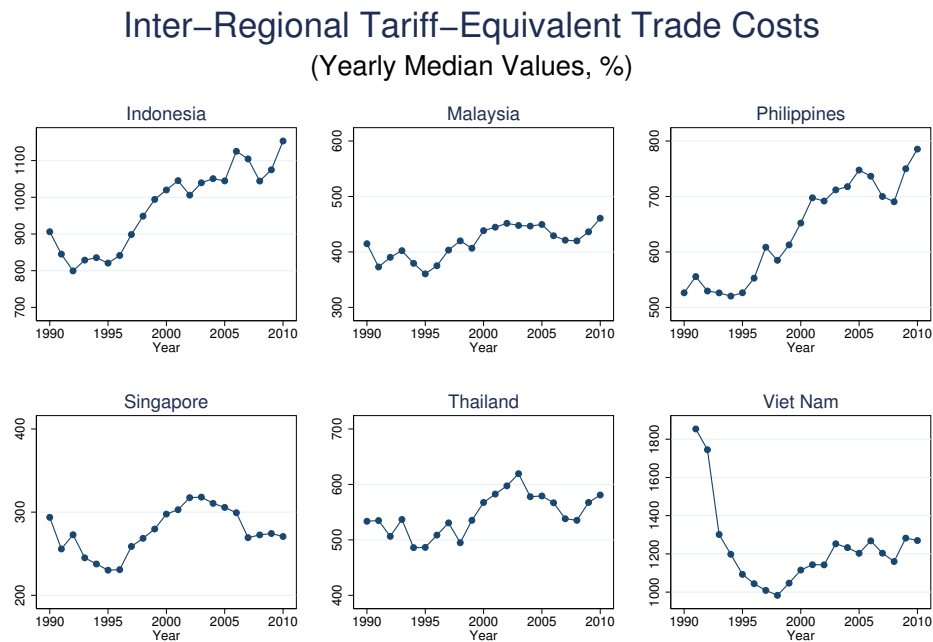 Inter−Regional Tariff−Equivalent Trade Costs
(Yearly Median Values, %)
Indonesia
1100
1000
900
800
700
1990 1995 2000 2005 2010
Year
Malaysia
600
500
400
300
1990 1995 2000 2005 2010
Year
Philippines
800
700
600
500
1990 1995 2000 2005 2010
Year
Singapore
400
300
200
1990 1995 2000 2005 2010
Year
Thailand
700
600
500
400
1990 1995 2000 2005 2010
Year
Viet Nam
1800
1600
1400
1200
1000
1990 1995 2000 2005 2010
Year